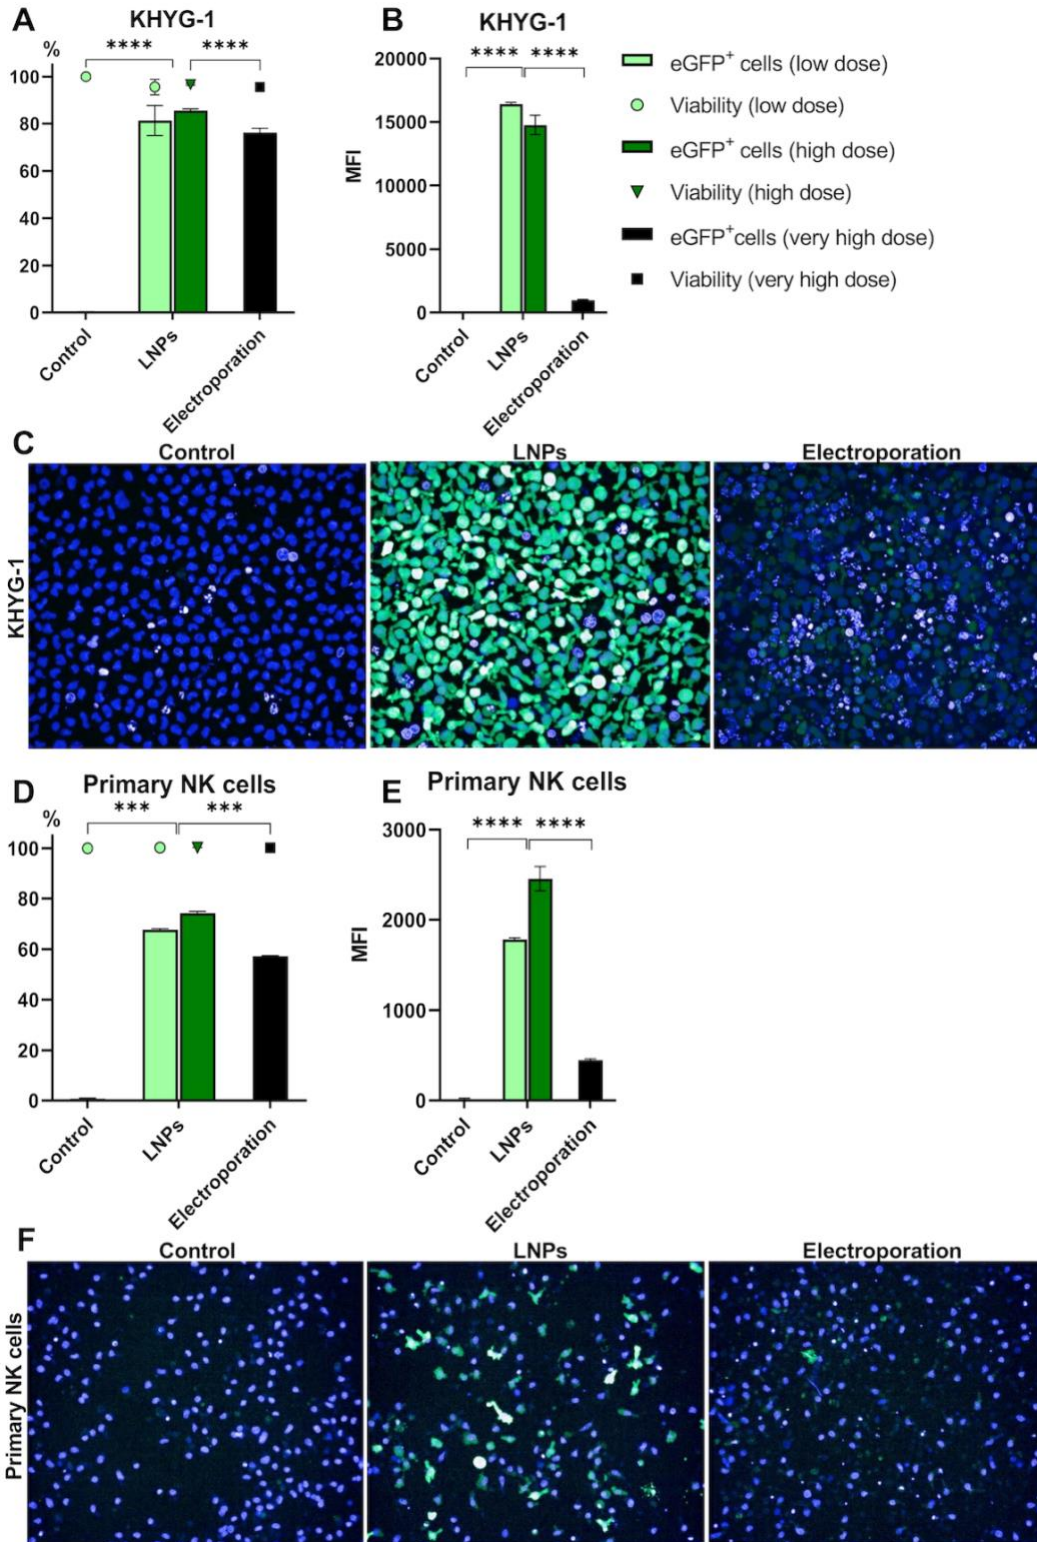 A
KHYG-1
%
**** ****
100
80
60
40
20
0
Control
LNPs
Electroporation
B
KHYG-1
**** ****
20000
15000
10000
5000
0
MFI
Control
LNPs
Electroporation
eGFP+ cells (low dose)
Viability (low dose)
eGFP+ cells (high dose)
Viability (high dose)
eGFP+cells (very high dose)
Viability (very high dose)
C
Control
LNPs
Electroporation
KHYG-1
D
Primary NK cells
%
*** ***
100
80
60
40
20
0
Control
LNPs
Electroporation
E
Primary NK cells
**** ****
3000
2000
1000
0
MFI
Control
LNPs
Electroporation
F
Control
LNPs
Electroporation
Primary NK cells